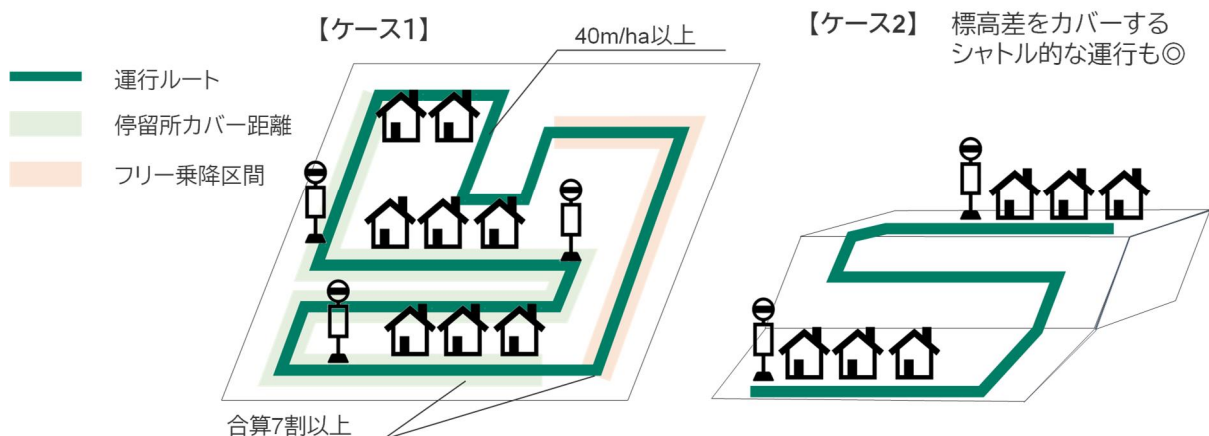 【ケース1】
40m/ha以上
【ケース2】 標高差をカバーする
シャトル的な運行も◎
運行ルート
停留所カバー距離
フリー乗降区間
合算7割以上